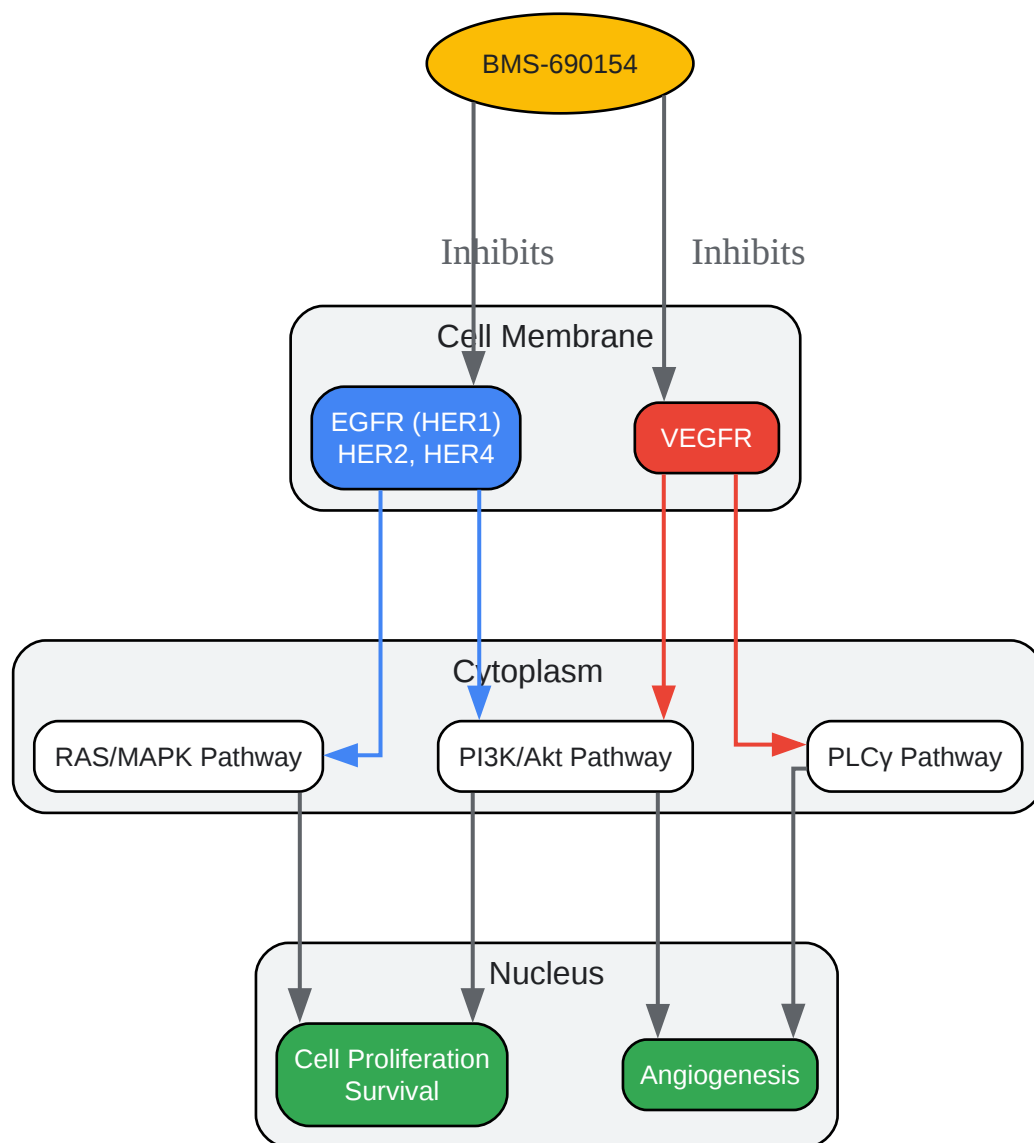 BMS-690154
Inhibits
Inhibits
Cell Membrane
EGFR (HER1)
HER2, HER4
VEGFR
Cytoplasm
RAS/MAPK Pathway
PI3K/Akt Pathway
PLCγ Pathway
Nucleus
Cell Proliferation
Survival
Angiogenesis